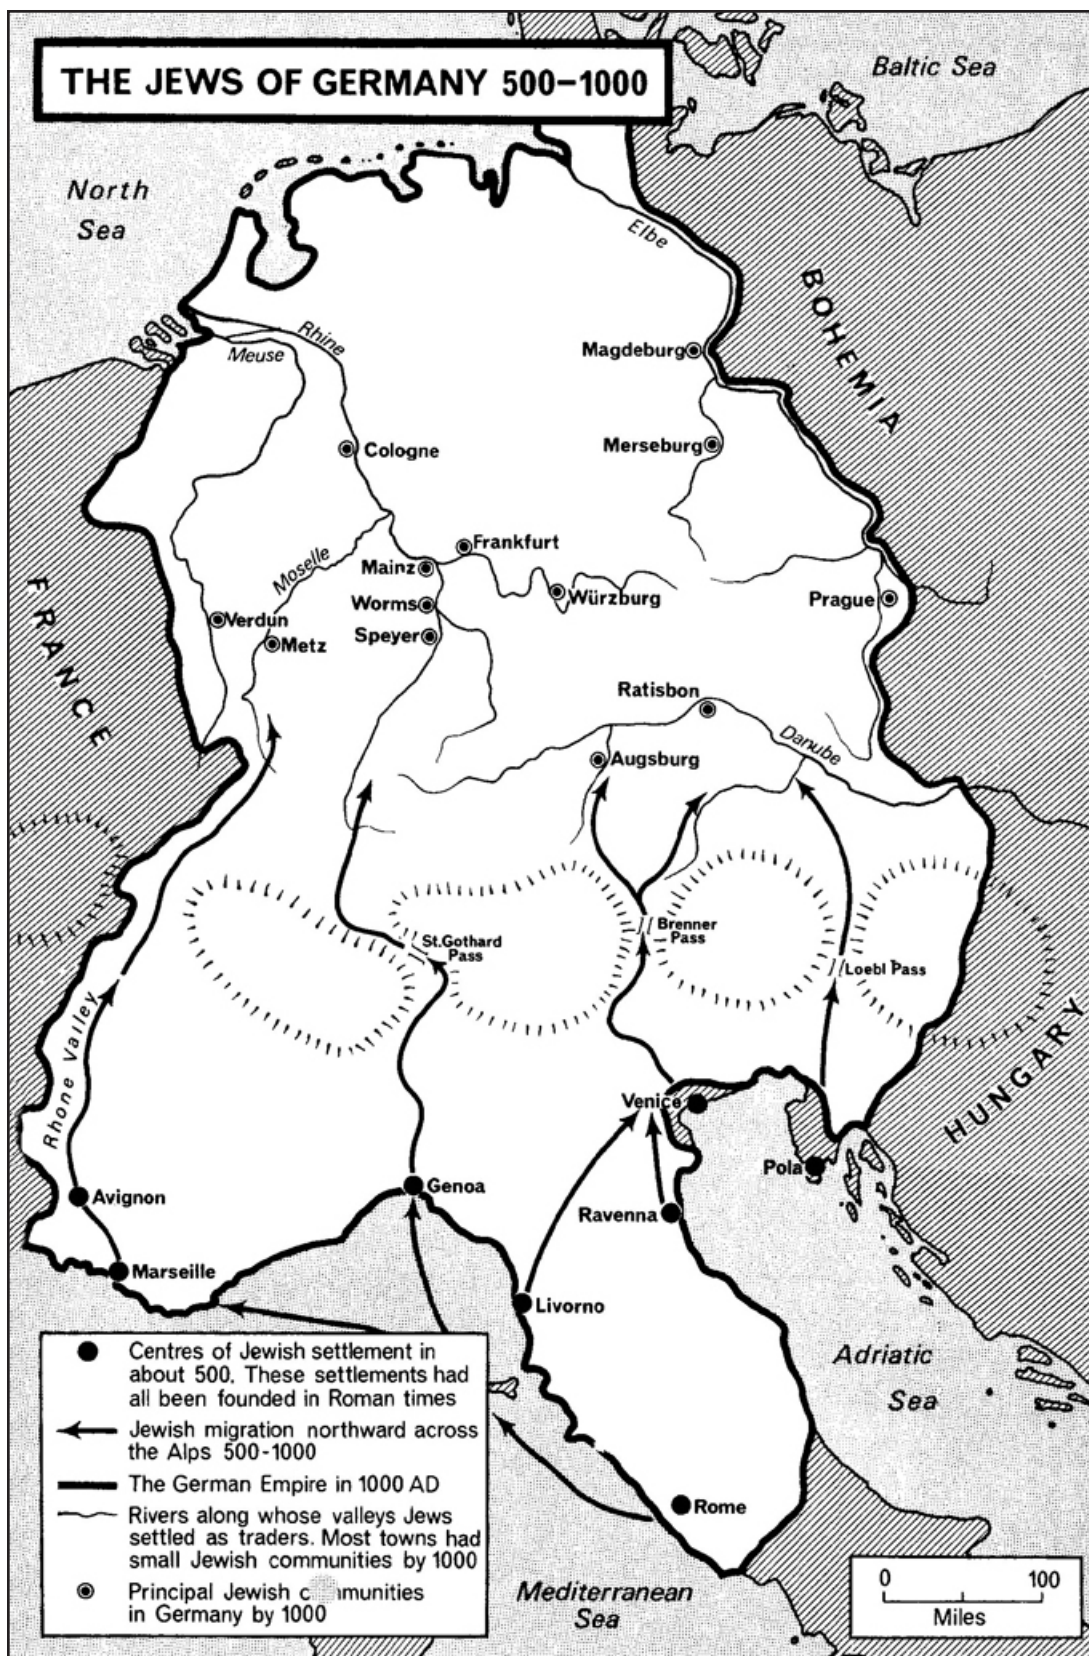 THE JEWS OF GERMANY 500–1000
Baltic Sea
North
Sea
Elbe
BOHEMIA
Rhine
Meuse
Magdeburg
Cologne
Merseburg
Frankfurt
Moselle
Mainz
Worms
Würzburg
Prague
Verdun
Speyer
Metz
FRANCE
Ratisbon
Danube
Augsburg
St.Gothard
Pass
Brenner
Pass
Loebl Pass
Rhone Valley
HUNGARY
Venice
Pola
Avignon
Genoa
Ravenna
Marseille
Livorno
Adriatic
Sea
Rome
Mediterranean
Sea
Centres of Jewish settlement in
about 500. These settlements had
all been founded in Roman times
Jewish migration northward across
the Alps 500-1000
The German Empire in 1000 AD
Rivers along whose valleys Jews
settled as traders. Most towns had
small Jewish communities by 1000
Principal Jewish
in Germany by 1000
0 100
Miles